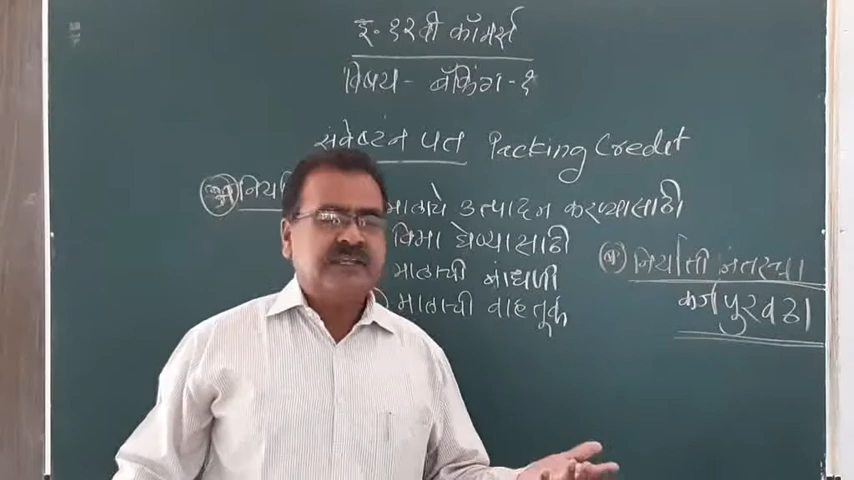 इ. १२वी कॉमर्स
विषय - बँकिंग - १
संवेष्टन पत Packing Credit
अ निर्या
मालाचे उत्पादन करण्यासाठी
विमा घेण्यासाठी
मालाची बांधणी
मालाची वाहतूक
ब निर्याती नंतरचा
कर्जपुरवठा